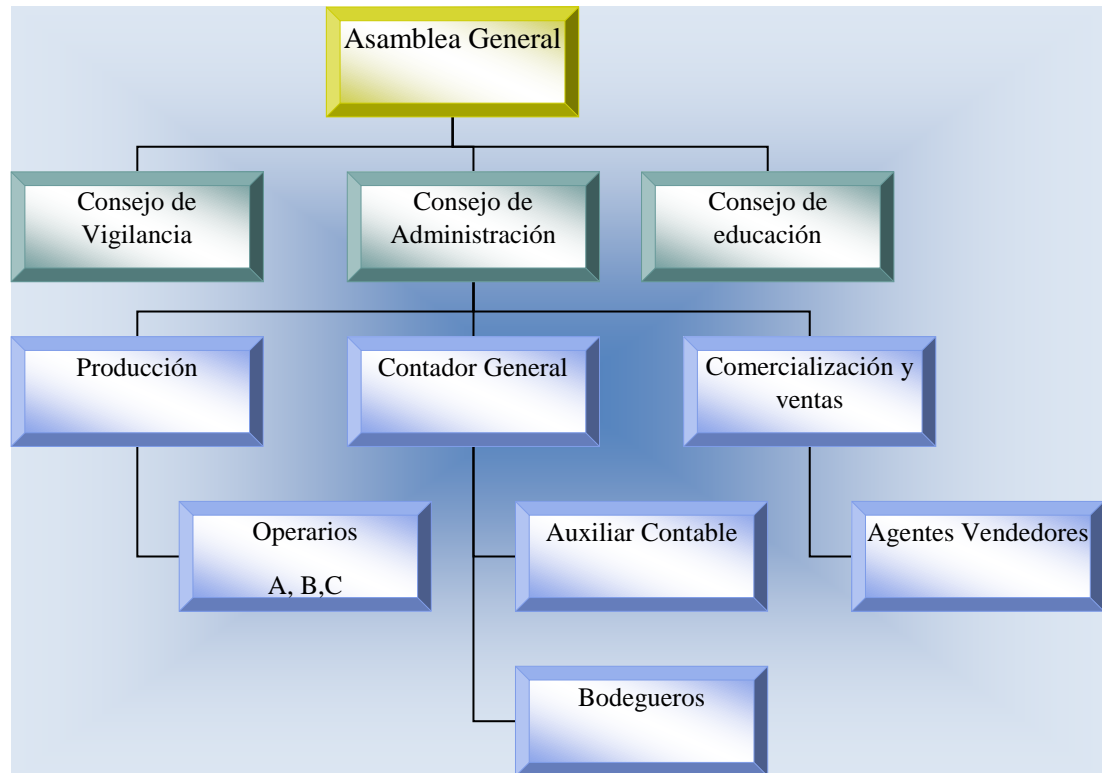 Asamblea General
Consejo de
Vigilancia
Consejo de
Administración
Consejo de
educación
Producción
Contador General
Comercialización y
ventas
Operarios
A, B,C
Auxiliar Contable
Agentes Vendedores
Bodegueros